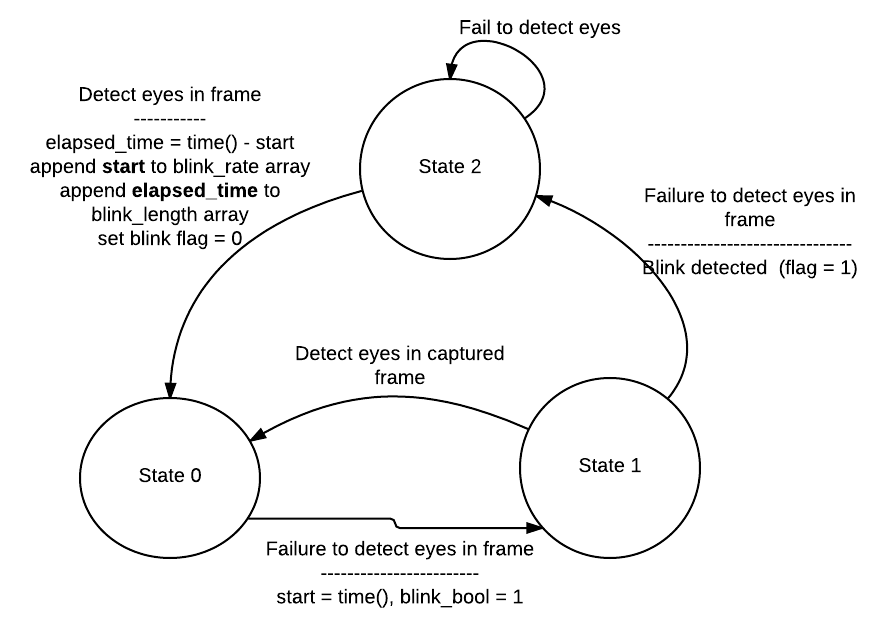 Fail to detect eyes
Detect eyes in frame
-----------
elapsed_time = time() - start
append start to blink_rate array
append elapsed_time to
blink_length array
set blink flag = 0
State 2
Failure to detect eyes in
frame
-------------------------------
Blink detected  (flag = 1)
Detect eyes in captured
frame
State 0
State 1
Failure to detect eyes in frame
------------------------
start = time(), blink_bool = 1